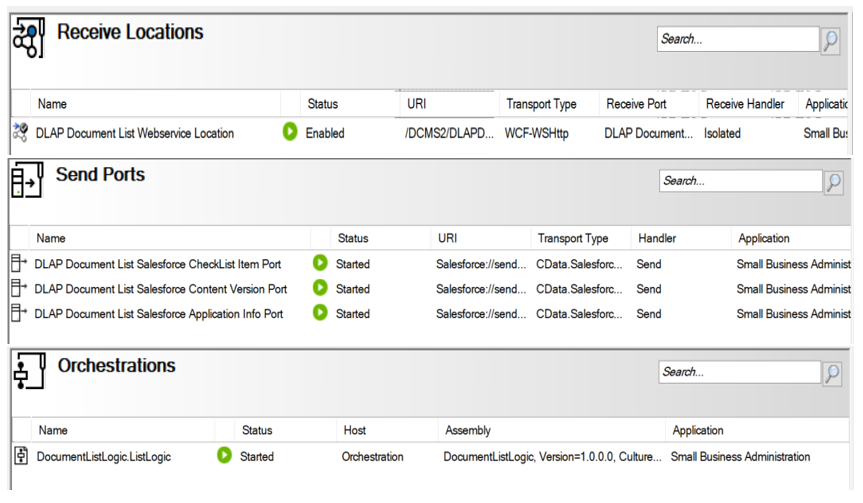 Receive Locations
Search...
Name Status URI Transport Type Receive Port Receive Handler Applicatic
DLAP Document List Webservice Location Enabled /DCMS2/DLAPD... WCF-WSHttp DLAP Document... Isolated Small Bus
Send Ports
Search...
Name Status URI Transport Type Handler Application
DLAP Document List Salesforce CheckList Item Port Started Salesforce://send... CData.Salesforc... Send Small Business Administ
DLAP Document List Salesforce Content Version Port Started Salesforce://send... CData.Salesforc... Send Small Business Administ
DLAP Document List Salesforce Application Info Port Started Salesforce://send... CData.Salesforc... Send Small Business Administ
Orchestrations
Search...
Name Status Host Assembly Application
DocumentListLogic.ListLogic Started Orchestration DocumentListLogic, Version=1.0.0.0, Culture... Small Business Administration